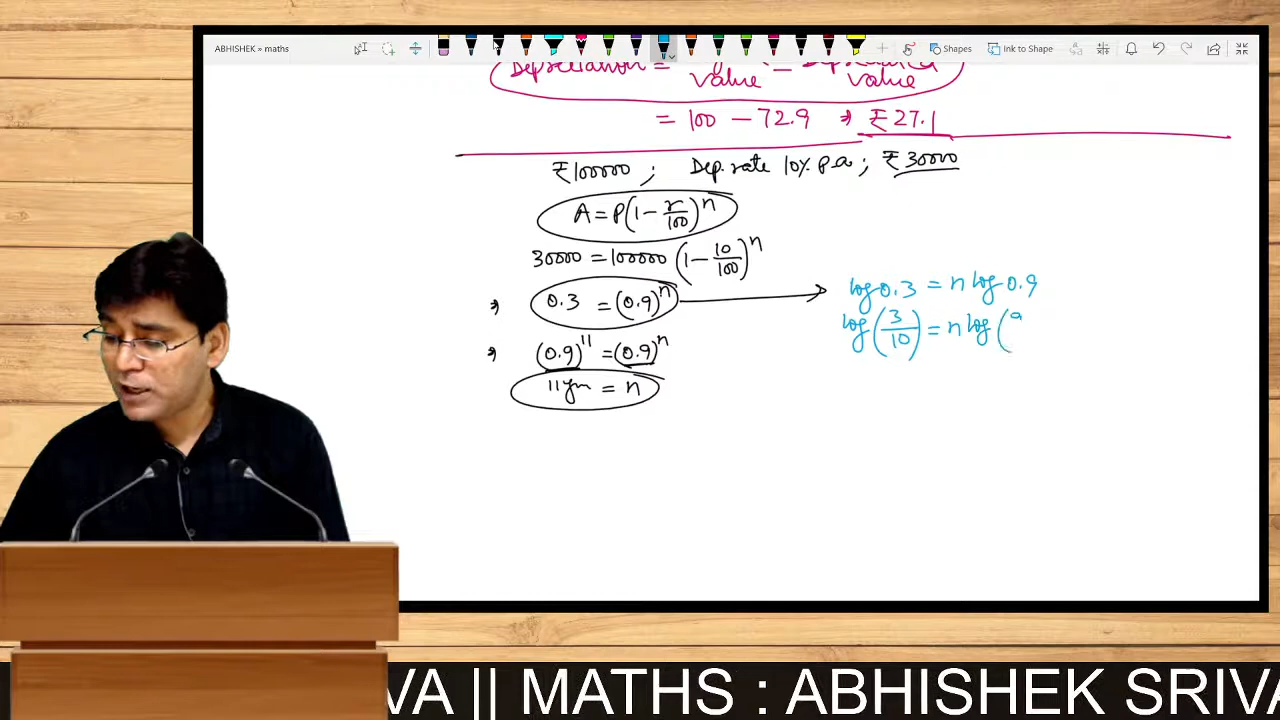 ABHISHEK » maths
Shapes
Ink to Shape
Depreciation = value – value
= 100 – 72.9 ⇒ ₹27.1
₹100000 ; Dep. rate 10% p.a ; ₹30000
A = P(1 – r/100)^n
30000 = 100000 (1 – 10/100)^n
⇒ 0.3 = (0.9)^n
log 0.3 = n log 0.9
log(3/10) = n log(9
⇒ (0.9)^11 = (0.9)^n
11 yrs = n
VA || MATHS : ABHISHEK SRIVA